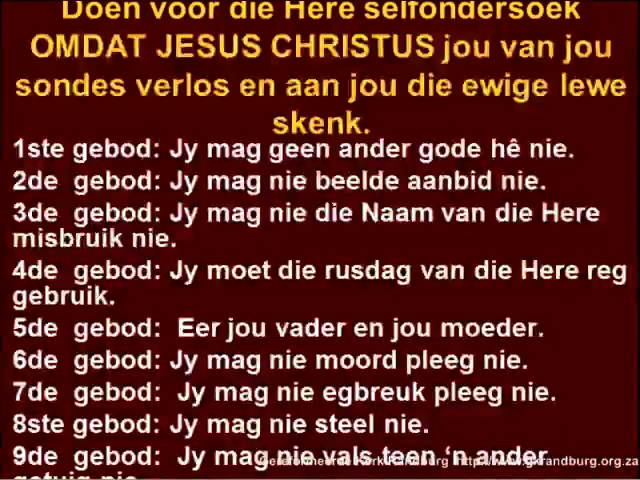 Doen voor die Here selfondersoek
OMDAT JESUS CHRISTUS jou van jou
sondes verlos en aan jou die ewige lewe
skenk.
1ste gebod: Jy mag geen ander gode hê nie.
2de gebod: Jy mag nie beelde aanbid nie.
3de gebod: Jy mag nie die Naam van die Here
misbruik nie.
4de gebod: Jy moet die rusdag van die Here reg
gebruik.
5de gebod: Eer jou vader en jou moeder.
6de gebod: Jy mag nie moord pleeg nie.
7de gebod: Jy mag nie egbreuk pleeg nie.
8ste gebod: Jy mag nie steel nie.
9de gebod: Jy mag nie vals teen ‘n ander
getuig nie.
Gereformeerde Kerk Randburg